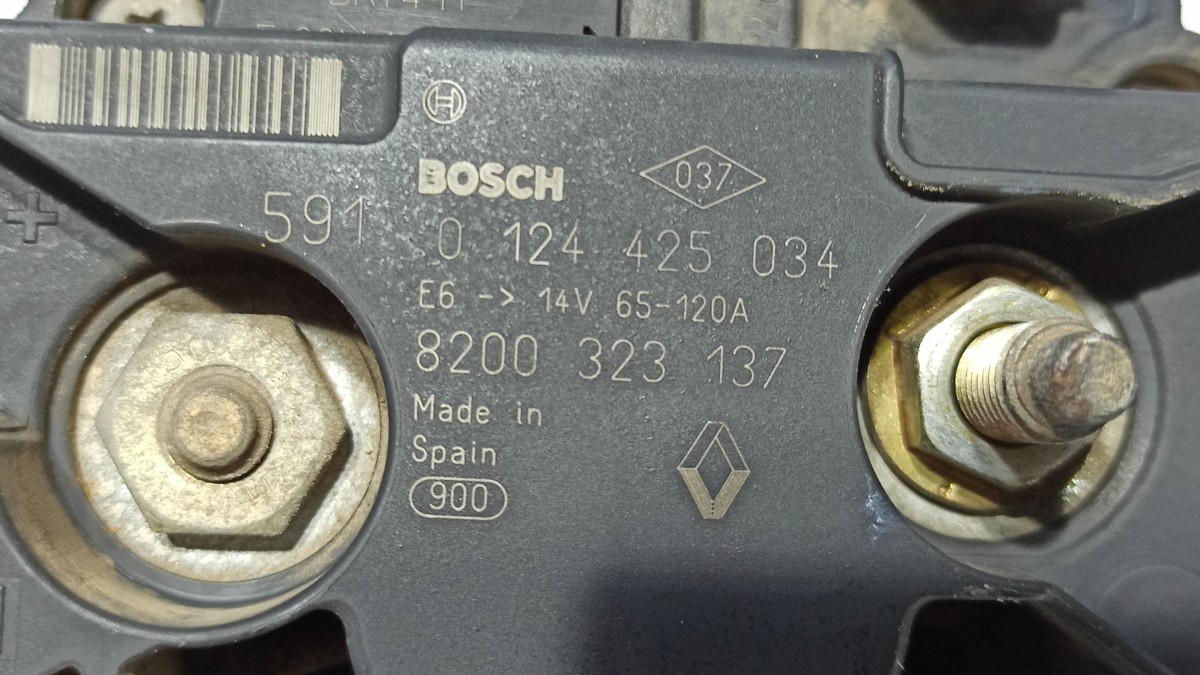 BOSCH
037
591
0 124 425 034
E6 -> 14V 65-120A
8200 323 137
Made in
Spain
900